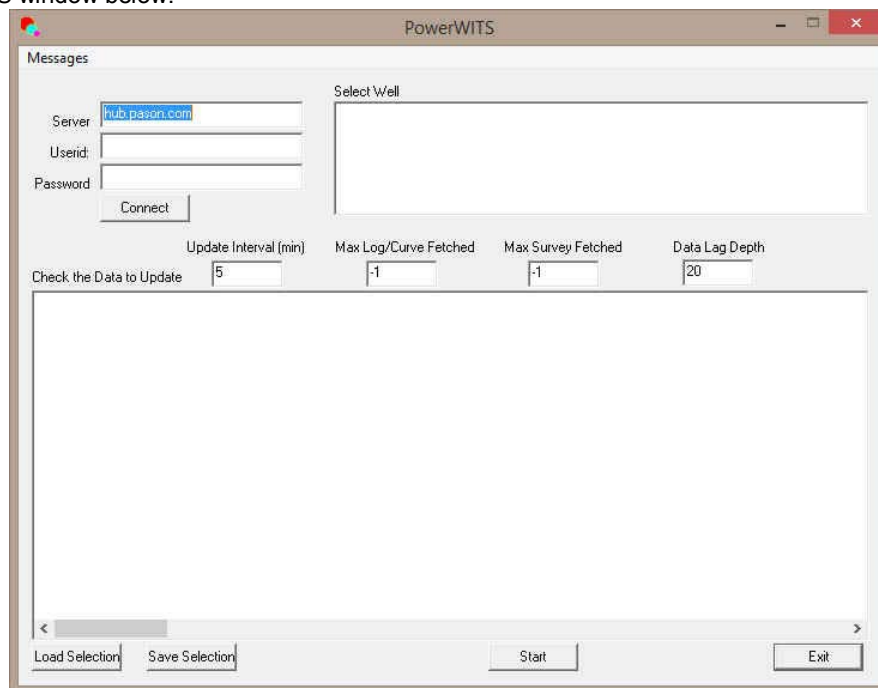 window below.
PowerWITS
Messages
Select Well
Server hub.pason.com
Userid:
Password
Connect
Update Interval (min) Max Log/Curve Fetched Max Survey Fetched Data Lag Depth
Check the Data to Update 5 -1 -1 20
Load Selection Save Selection Start Exit